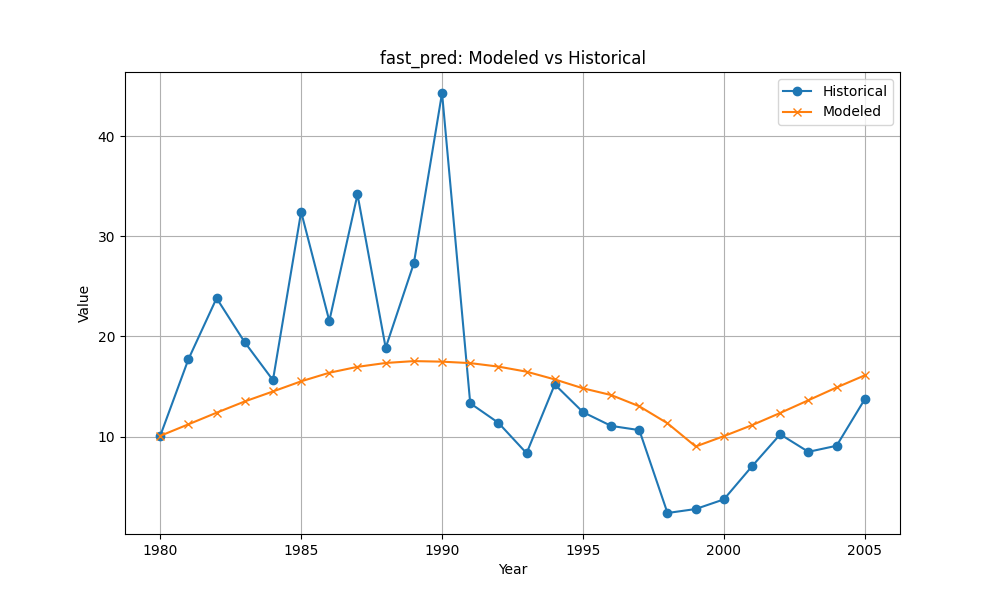 fast_pred: Modeled vs Historical
Historical
Modeled
Value
40
30
20
10
1980
1985
1990
1995
2000
2005
Year